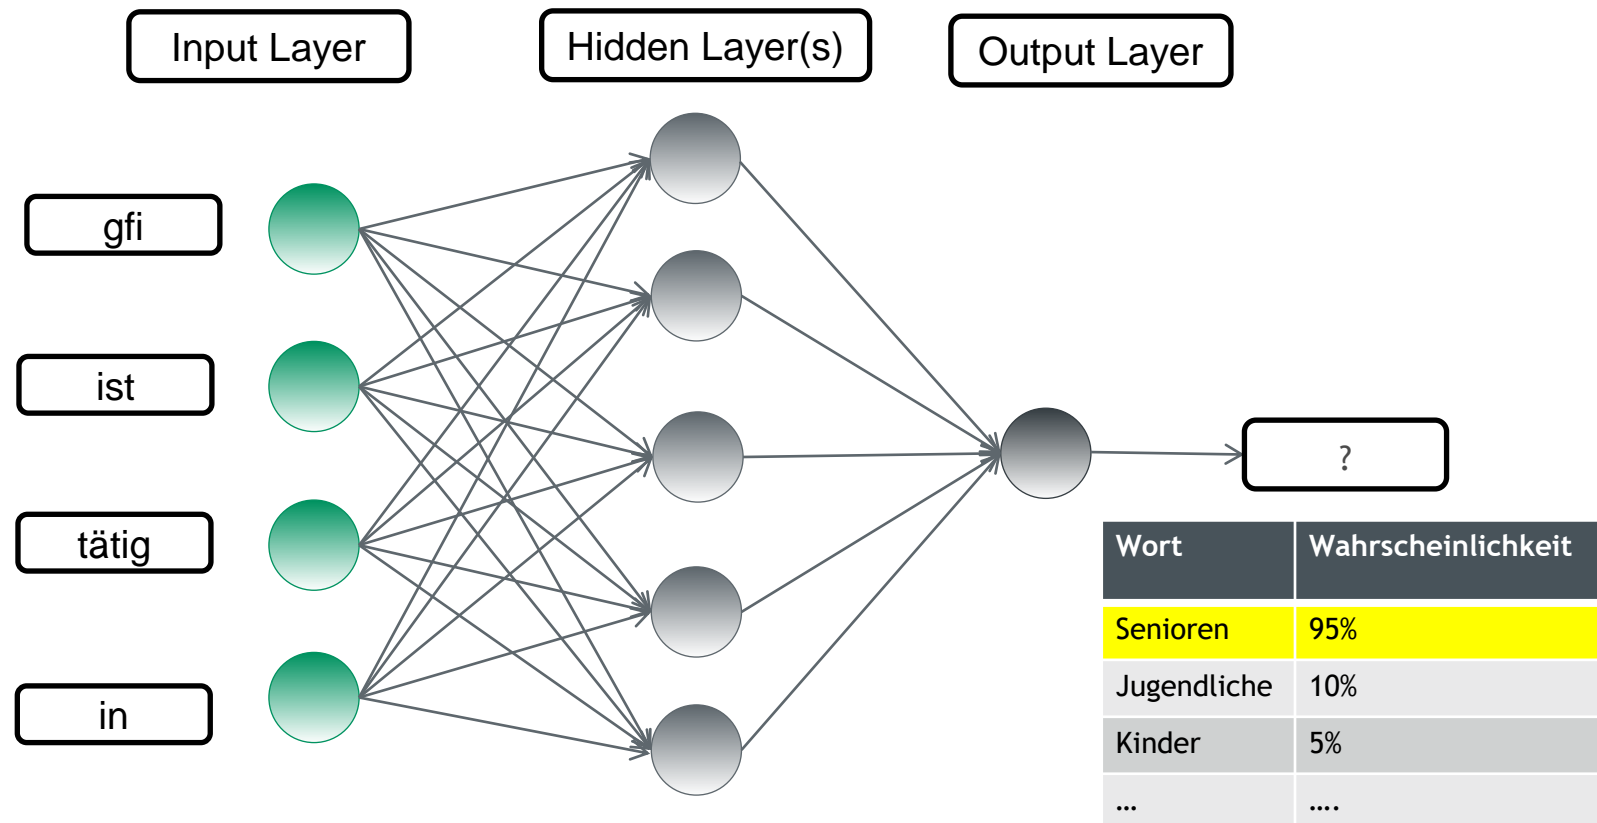 Input Layer
Hidden Layer(s)
Output Layer
gfi
ist
tätig
in
?
Wort Wahrscheinlichkeit
Senioren 95%
Jugendliche 10%
Kinder 5%
… ….